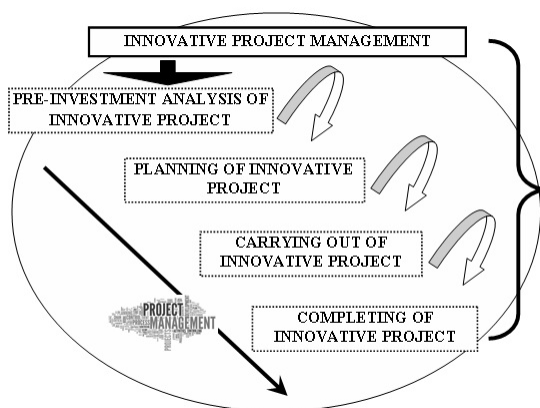 INNOVATIVE PROJECT MANAGEMENT
PRE-INVESTMENT ANALYSIS OF
INNOVATIVE PROJECT
PLANNING OF INNOVATIVE
PROJECT
CARRYING OUT OF
INNOVATIVE PROJECT
PROJECT
MANAGEMENT
COMPLETING OF
INNOVATIVE PROJECT